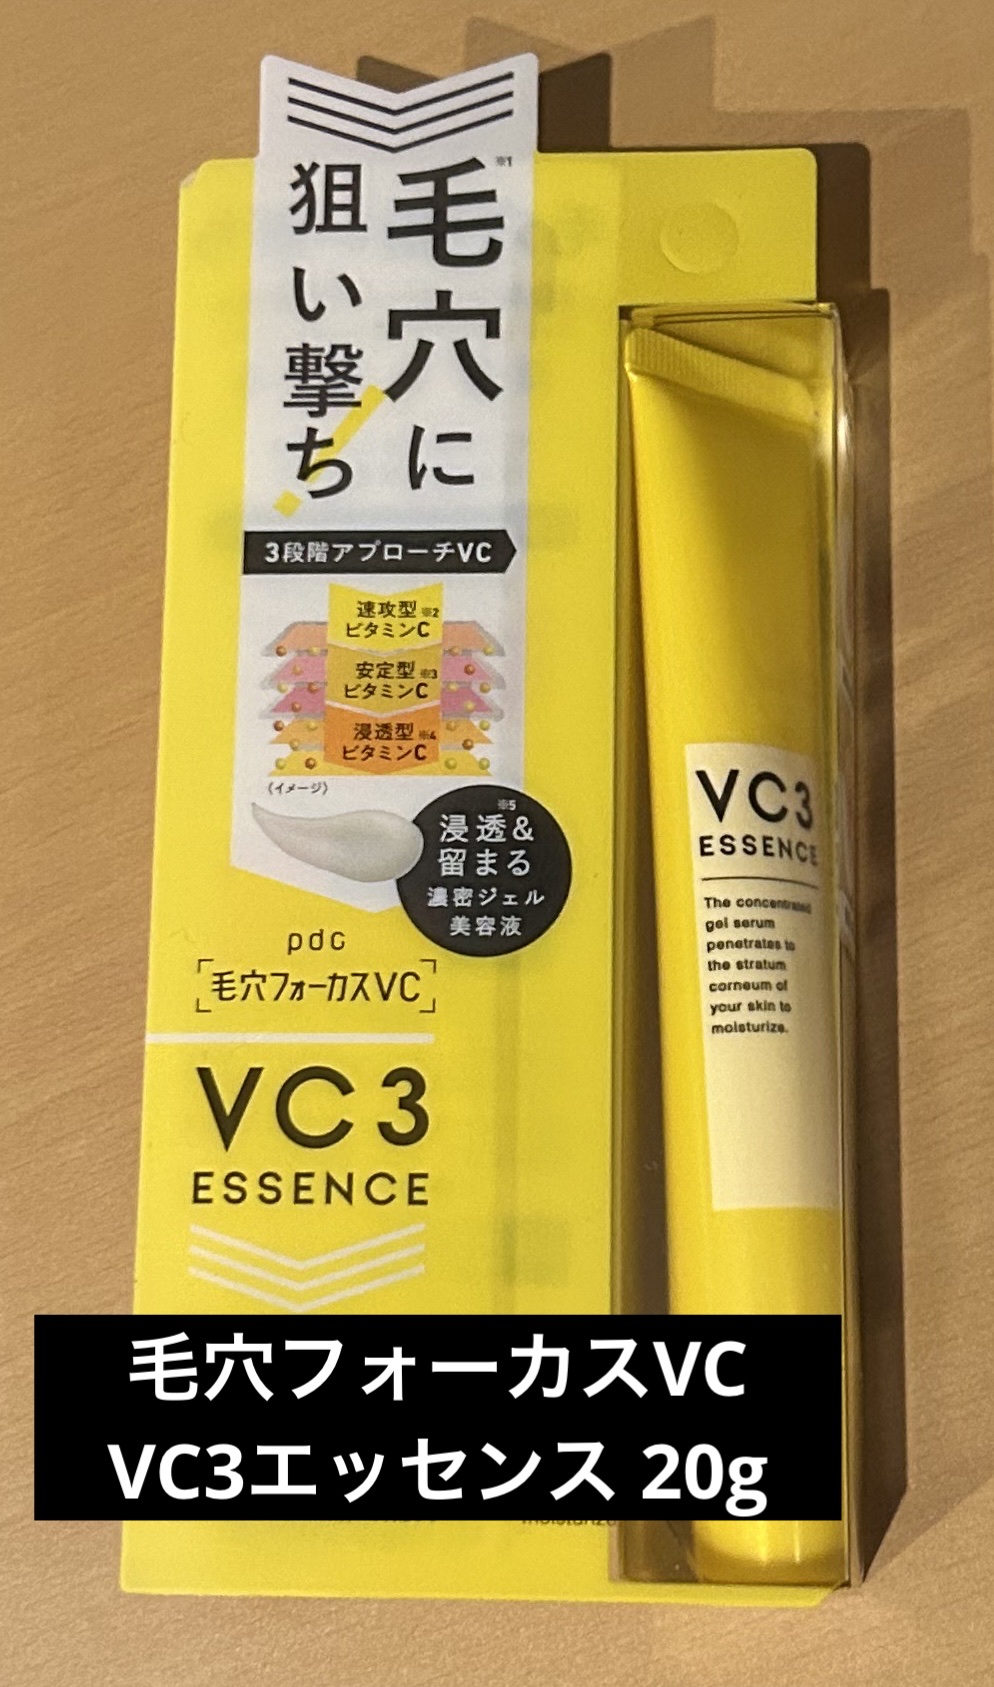 毛穴に※1
狙い撃ち
3段階アプローチVC
速攻型※2
ビタミンC
安定型※3
ビタミンC
浸透型※4
ビタミンC
(イメージ)
※5
浸透&
留まる
濃密ジェル
美容液
pdc
毛穴フォーカスVC
VC3
ESSENCE
VC3
ESSENCE
The concentrated
gel serum
penetrates to
the stratum
corneum of
your skin to
moisturize.
毛穴フォーカスVC
VC3エッセンス 20g